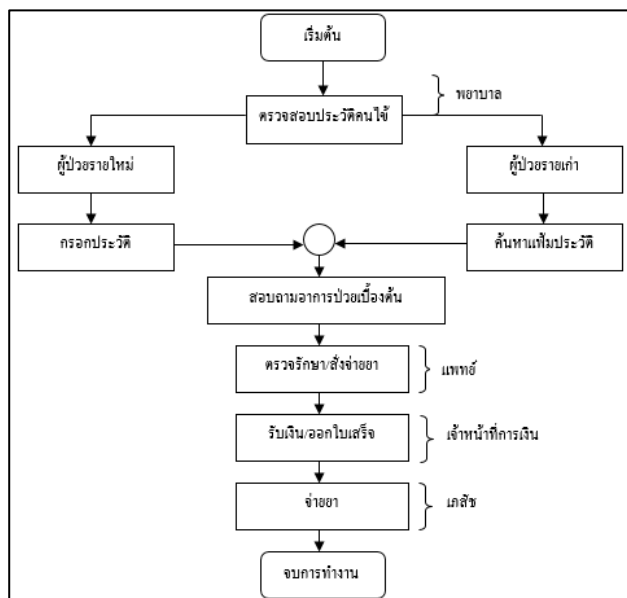 เริ่มต้น
พยาบาล
ตรวจสอบประวัติคนไข้
ผู้ป่วยรายใหม่
ผู้ป่วยรายเก่า
กรอกประวัติ
ค้นหาแฟ้มประวัติ
สอบถามอาการป่วยเบื้องต้น
ตรวจรักษา/สั่งจ่ายยา
แพทย์
รับเงิน/ออกใบเสร็จ
เจ้าหน้าที่การเงิน
จ่ายยา
เภสัช
จบการทำงาน